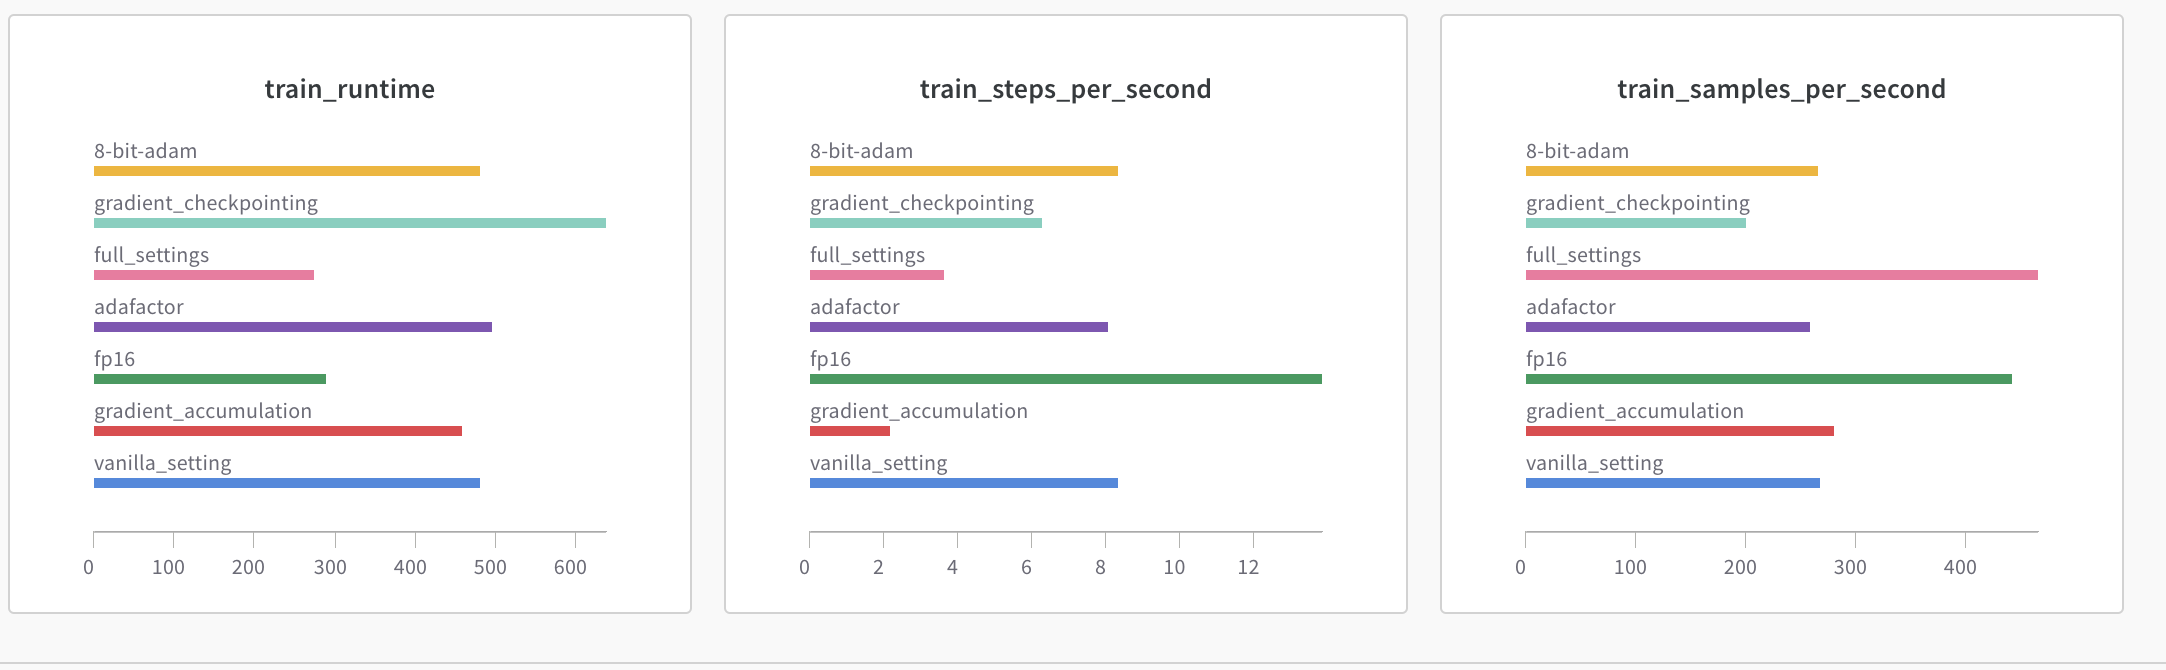 train_runtime
8-bit-adam
gradient_checkpointing
full_settings
adafactor
fp16
gradient_accumulation
vanilla_setting
0 100 200 300 400 500 600
train_steps_per_second
8-bit-adam
gradient_checkpointing
full_settings
adafactor
fp16
gradient_accumulation
vanilla_setting
0 2 4 6 8 10 12
train_samples_per_second
8-bit-adam
gradient_checkpointing
full_settings
adafactor
fp16
gradient_accumulation
vanilla_setting
0 100 200 300 400